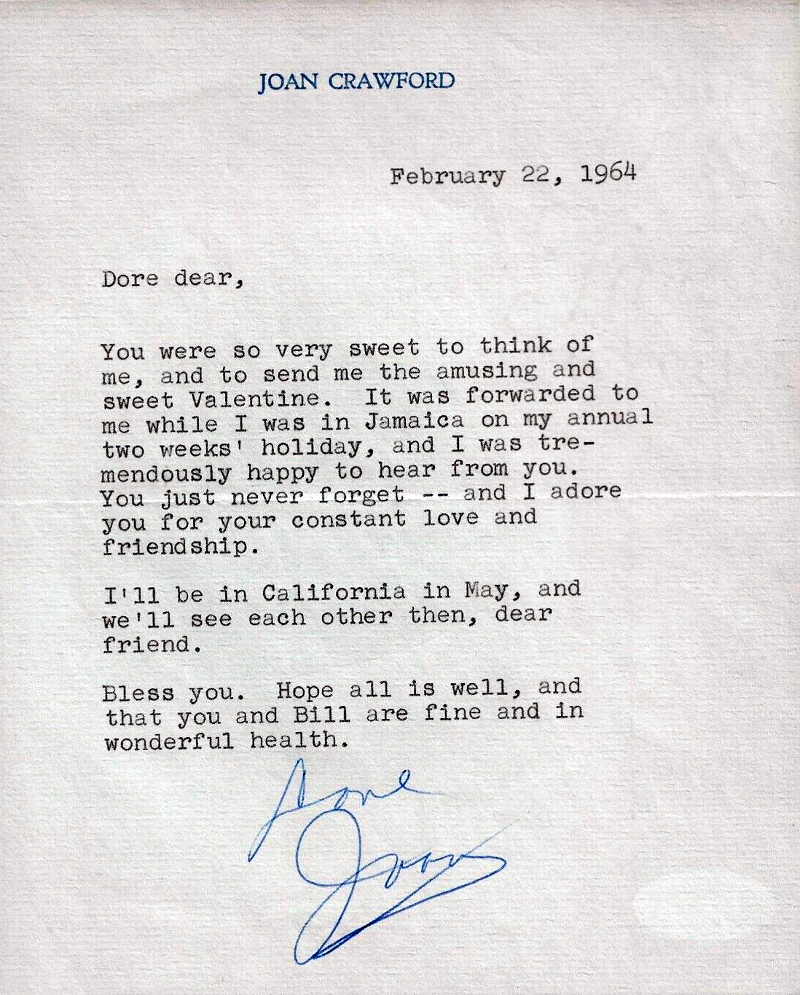 JOAN CRAWFORD
February 22, 1964
Dore dear,
You were so very sweet to think of
me, and to send me the amusing and
sweet Valentine.  It was forwarded to
me while I was in Jamaica on my annual
two weeks' holiday, and I was tre-
mendously happy to hear from you.
You just never forget -- and I adore
you for your constant love and
friendship.
I'll be in California in May, and
we'll see each other then, dear
friend.
Bless you.  Hope all is well, and
that you and Bill are fine and in
wonderful health.
Love
Joan